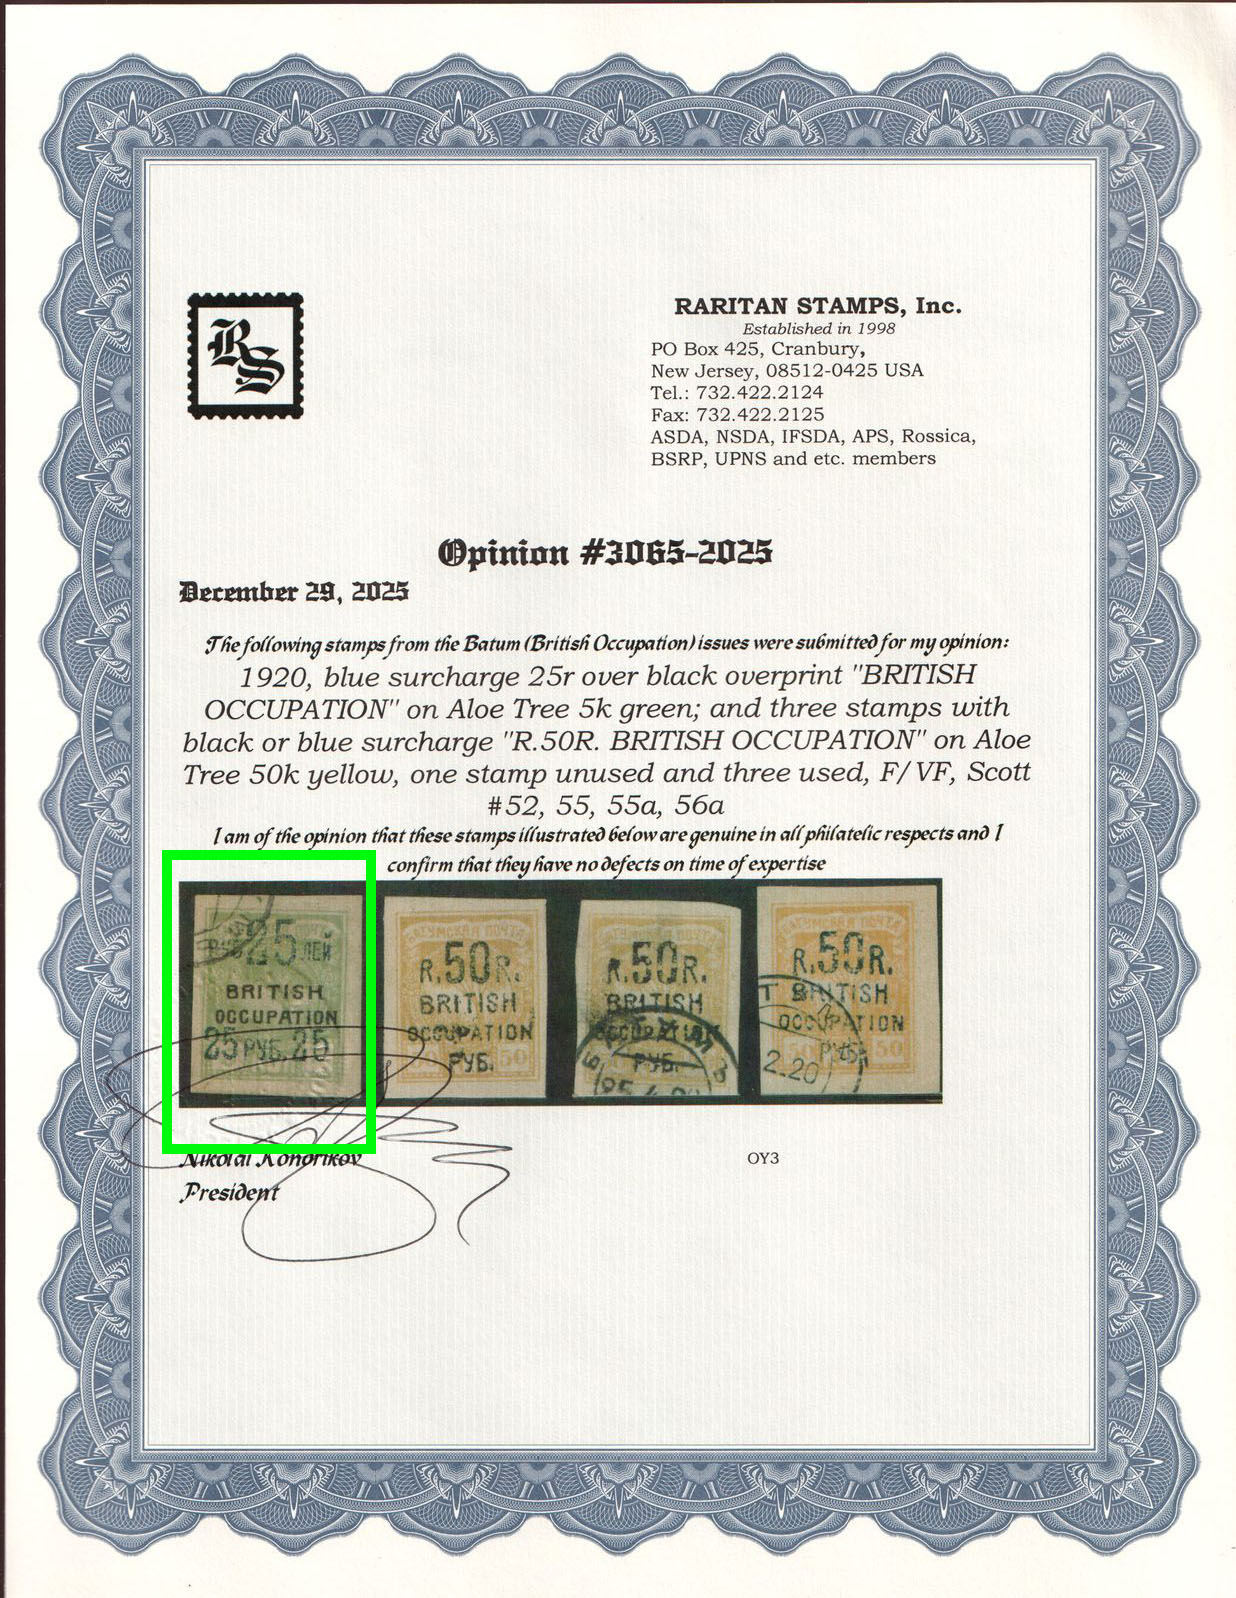 RS
RARITAN STAMPS, Inc.
Established in 1998
PO Box 425, Cranbury,
New Jersey, 08512-0425 USA
Tel.: 732.422.2124
Fax: 732.422.2125
ASDA, NSDA, IFSDA, APS, Rossica,
BSRP, UPNS and etc. members
Opinion #3065-2025
December 29, 2025
The following stamps from the Batum (British Occupation) issues were submitted for my opinion:
1920, blue surcharge 25r over black overprint "BRITISH
OCCUPATION" on Aloe Tree 5k green; and three stamps with
black or blue surcharge "R.50R. BRITISH OCCUPATION" on Aloe
Tree 50k yellow, one stamp unused and three used, F/VF, Scott
#52, 55, 55a, 56a
I am of the opinion that these stamps illustrated below are genuine in all philatelic respects and I
confirm that they have no defects on time of expertise
25
BRITISH
OCCUPATION
25 РУБ. 25
БАТУМСКАЯ ПОЧТА
R.50R.
BRITISH
OCCUPATION
РУБ. 50
R.50R.
BRITISH
OCCUPATION
РУБ.
R.50R.
BRITISH
OCCUPATION
РУБ. 50
2.20
Nikolai Kondrikov
President
OY3